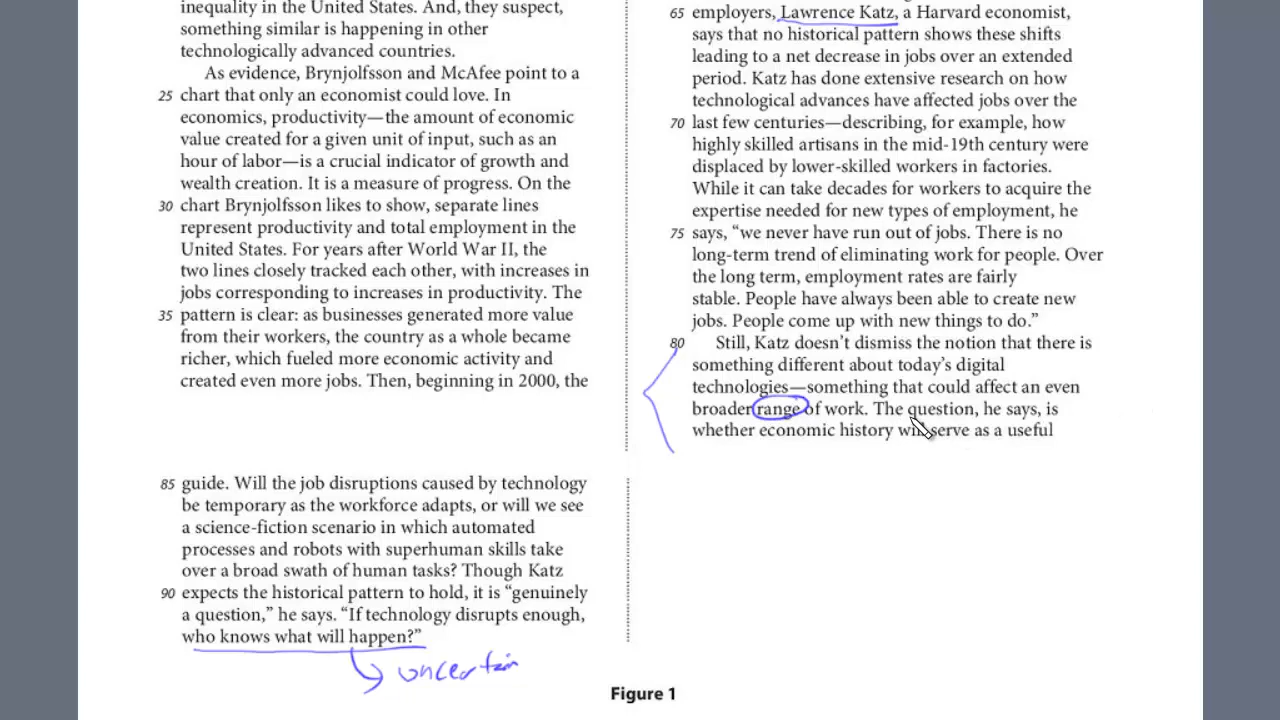 inequality in the United States. And, they suspect,
something similar is happening in other
technologically advanced countries.
As evidence, Brynjolfsson and McAfee point to a
25 chart that only an economist could love. In
economics, productivity—the amount of economic
value created for a given unit of input, such as an
hour of labor—is a crucial indicator of growth and
wealth creation. It is a measure of progress. On the
30 chart Brynjolfsson likes to show, separate lines
represent productivity and total employment in the
United States. For years after World War II, the
two lines closely tracked each other, with increases in
jobs corresponding to increases in productivity. The
35 pattern is clear: as businesses generated more value
from their workers, the country as a whole became
richer, which fueled more economic activity and
created even more jobs. Then, beginning in 2000, the
65 employers, Lawrence Katz, a Harvard economist,
says that no historical pattern shows these shifts
leading to a net decrease in jobs over an extended
period. Katz has done extensive research on how
technological advances have affected jobs over the
70 last few centuries—describing, for example, how
highly skilled artisans in the mid-19th century were
displaced by lower-skilled workers in factories.
While it can take decades for workers to acquire the
expertise needed for new types of employment, he
75 says, “we never have run out of jobs. There is no
long-term trend of eliminating work for people. Over
the long term, employment rates are fairly
stable. People have always been able to create new
jobs. People come up with new things to do.”
80 Still, Katz doesn’t dismiss the notion that there is
something different about today’s digital
technologies—something that could affect an even
broader range of work. The question, he says, is
whether economic history will serve as a useful
85 guide. Will the job disruptions caused by technology
be temporary as the workforce adapts, or will we see
a science-fiction scenario in which automated
processes and robots with superhuman skills take
over a broad swath of human tasks? Though Katz
90 expects the historical pattern to hold, it is “genuinely
a question,” he says. “If technology disrupts enough,
who knows what will happen?”
uncertain
Figure 1